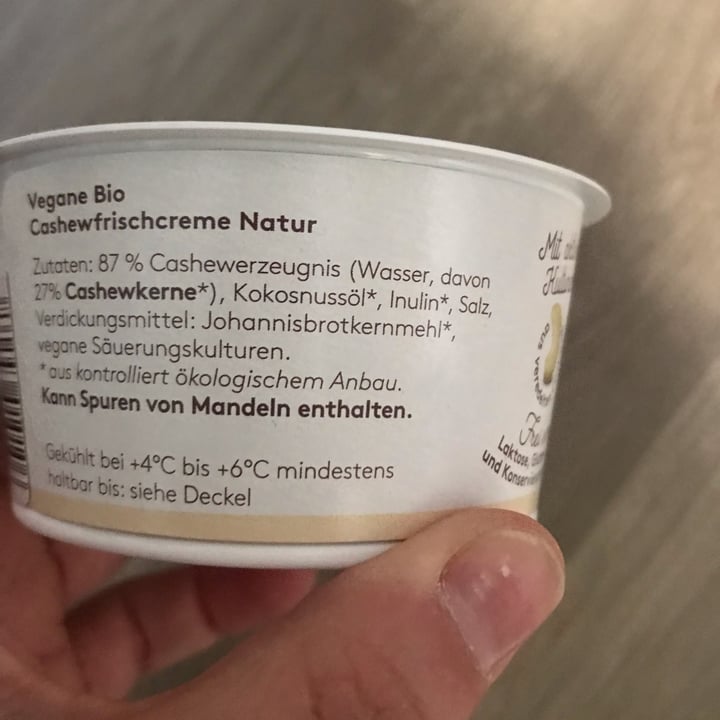 Vegane Bio
Cashewfrischcreme Natur
Zutaten: 87 % Cashewerzeugnis (Wasser, davon
27% Cashewkerne*), Kokosnussöl*, Inulin*, Salz,
Verdickungsmittel: Johannisbrotkernmehl*,
vegane Säuerungskulturen.
*aus kontrolliert ökologischem Anbau.
Kann Spuren von Mandeln enthalten.
Gekühlt bei +4°C bis +6°C mindestens
haltbar bis: siehe Deckel
Mit
aus
Laktose,
und